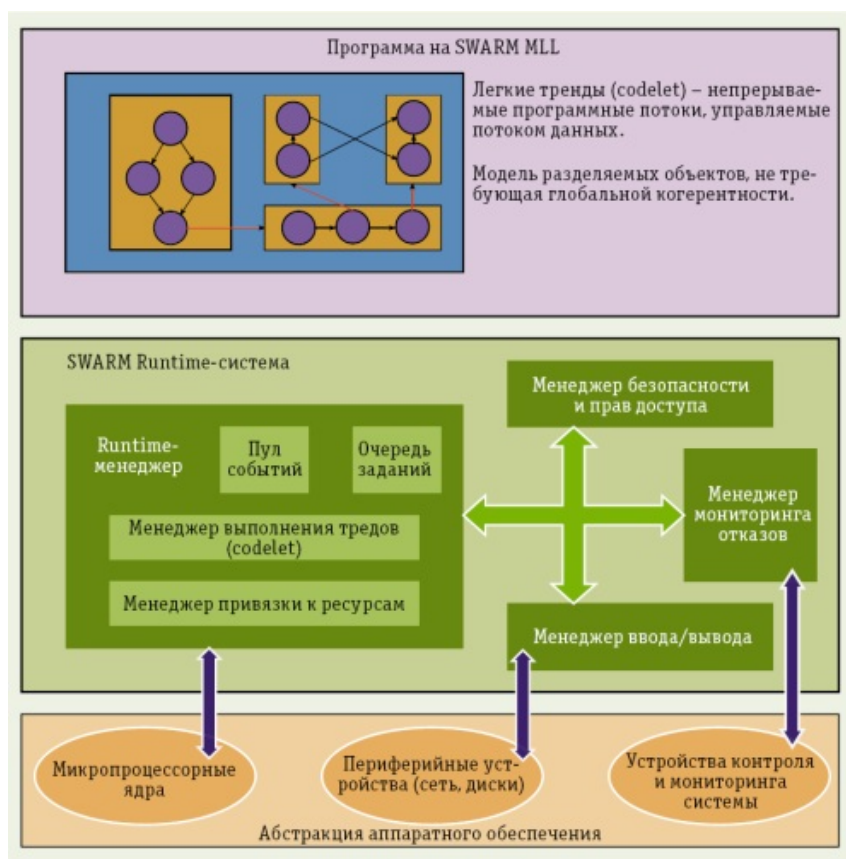 Программа на SWARM MLL
Легкие тренды (codelet) – непрерывае-
мые программные потоки, управляемые
потоком данных.
Модель разделяемых объектов, не тре-
бующая глобальной когерентности.
SWARM Runtime-система
Runtime-
менеджер
Пул
событий
Очередь
заданий
Менеджер выполнения тредов
(codelet)
Менеджер привязки к ресурсам
Менеджер безопасности
и прав доступа
Менеджер
мониторинга
отказов
Менеджер ввода/вывода
Микропроцессорные
ядра
Периферийные уст-
ройства (сеть, диски)
Устройства контроля
и мониторинга
системы
Абстракция аппаратного обеспечения